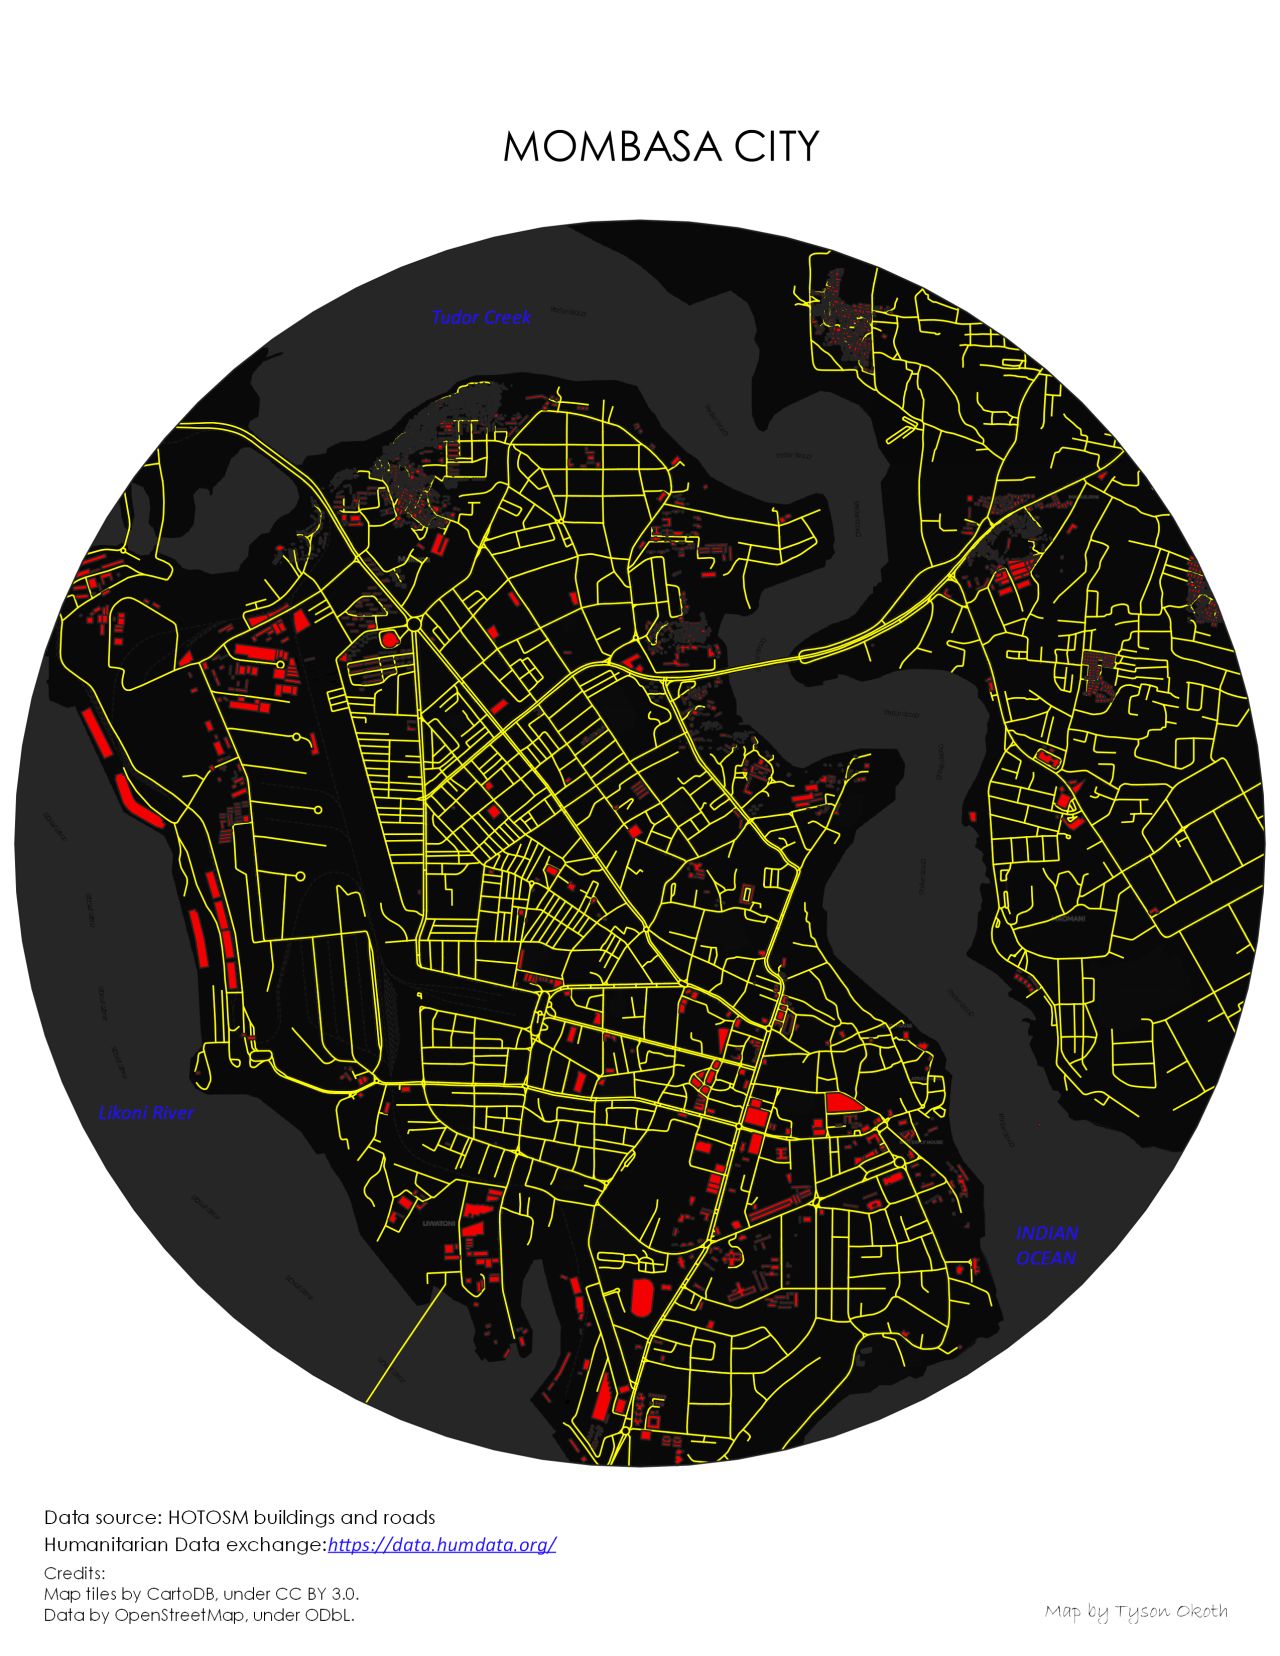 MOMBASA CITY
Tudor Creek
Likoni River
LIWATONI
INDIAN
OCEAN
Data source: HOTOSM buildings and roads
Humanitarian Data exchange:https://data.humdata.org/
Credits:
Map tiles by CartoDB, under CC BY 3.0.
Data by OpenStreetMap, under ODbL.
Map by Tyson Okoth